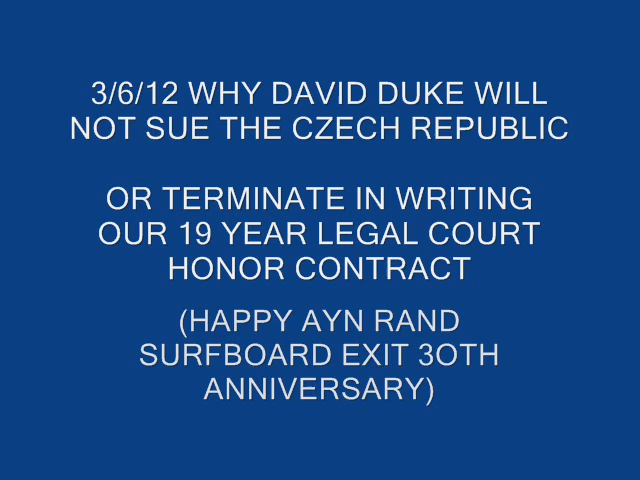 3/6/12 WHY DAVID DUKE WILL
NOT SUE THE CZECH REPUBLIC
OR TERMINATE IN WRITING
OUR 19 YEAR LEGAL COURT
HONOR CONTRACT
(HAPPY AYN RAND
SURFBOARD EXIT 3OTH
ANNIVERSARY)